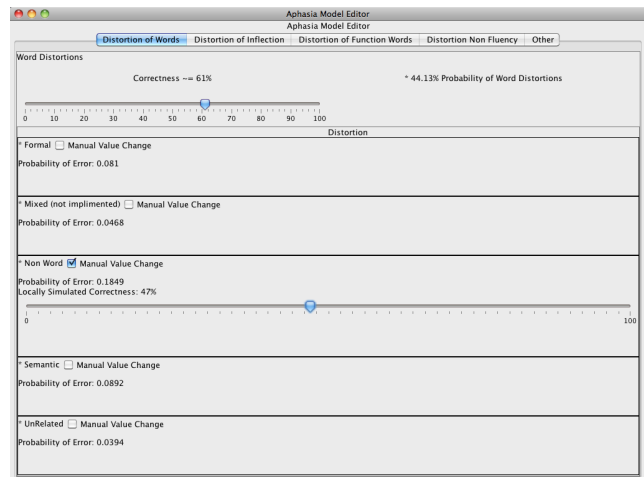 Aphasia Model Editor
Aphasia Model Editor
Distortion of Words Distortion of Inflection Distortion of Function Words Distortion Non Fluency Other
Word Distortions
Correctness ~= 61% * 44.13% Probability of Word Distortions
0 10 20 30 40 50 60 70 80 90 100
Distortion
* Formal Manual Value Change
Probability of Error: 0.081
* Mixed (not implimented) Manual Value Change
Probability of Error: 0.0468
* Non Word Manual Value Change
Probability of Error: 0.1849
Locally Simulated Correctness: 47%
0 100
* Semantic Manual Value Change
Probability of Error: 0.0892
* UnRelated Manual Value Change
Probability of Error: 0.0394